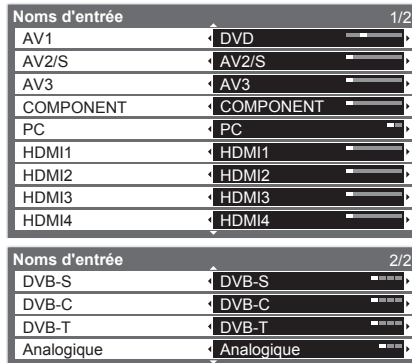 Noms d'entrée 1/2
AV1 DVD
AV2/S AV2/S
AV3 AV3
COMPONENT COMPONENT
PC PC
HDMI1 HDMI1
HDMI2 HDMI2
HDMI3 HDMI3
HDMI4 HDMI4
Noms d'entrée 2/2
DVB-S DVB-S
DVB-C DVB-C
DVB-T DVB-T
Analogique Analogique